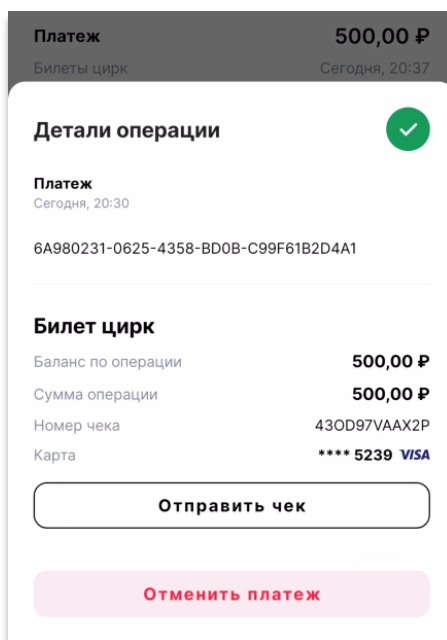 Платеж 500,00 ₽
Билеты цирк Сегодня, 20:37
Детали операции
Платеж
Сегодня, 20:30
6A980231-0625-4358-BD0B-C99F61B2D4A1
Билет цирк
Баланс по операции 500,00 ₽
Сумма операции 500,00 ₽
Номер чека 43OD97VAAX2P
Карта **** 5239 VISA
Отправить чек
Отменить платеж